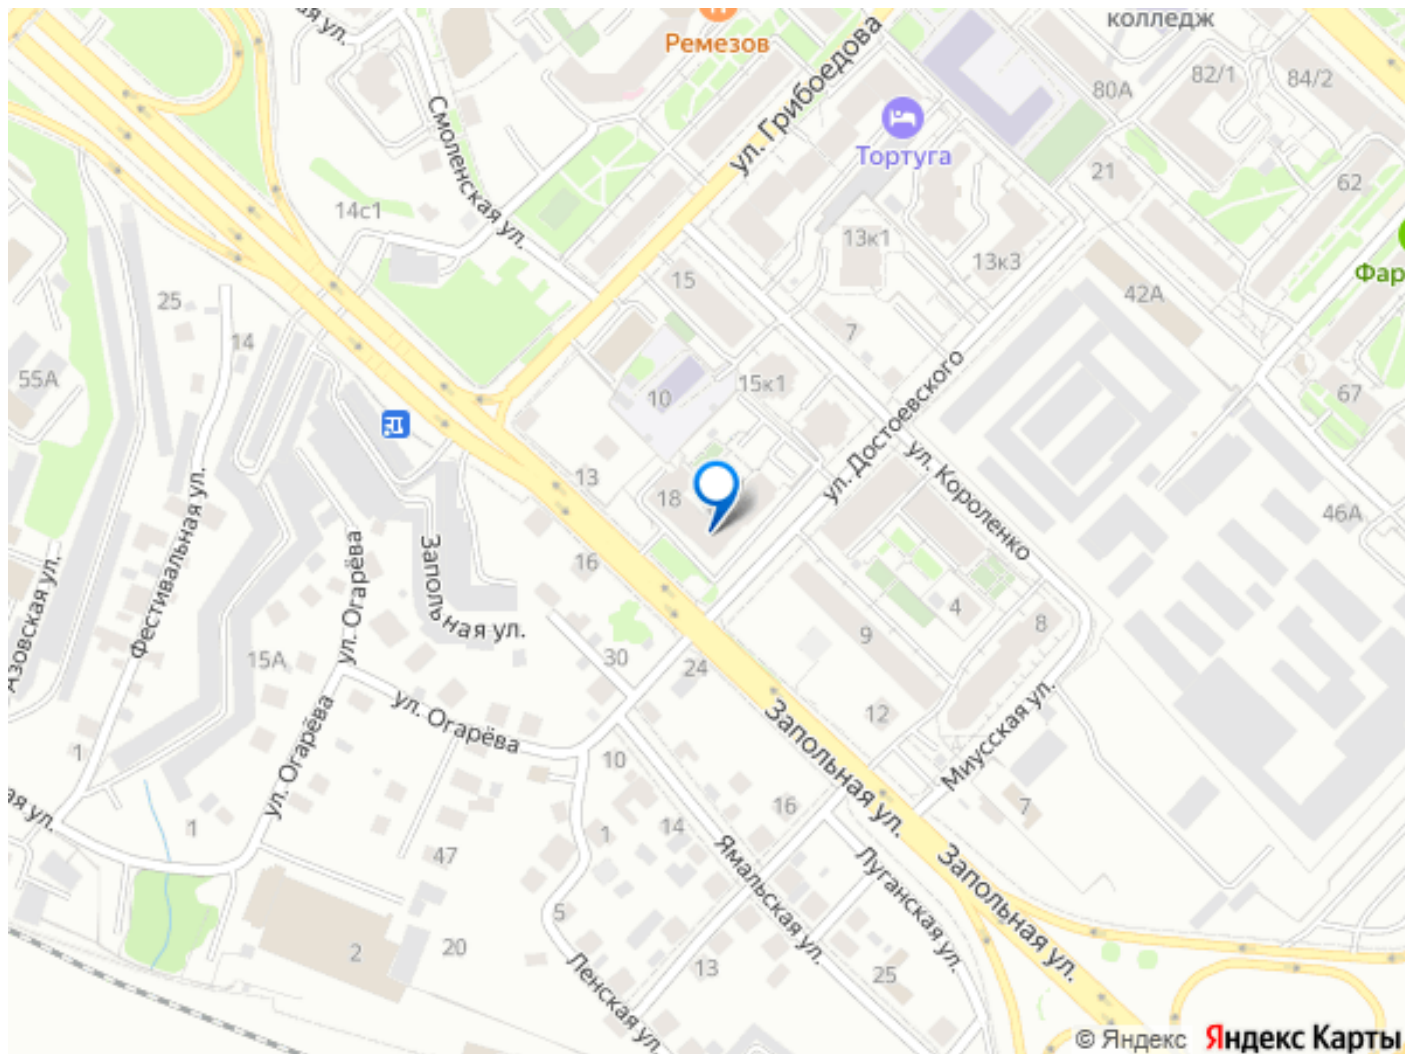 ул.
Ремезов
колледж
ул. Грибоедова
80А
82/1
84/2
Смоленская ул.
Тортуга
21
62
14с1
13к1
13к3
Фар
15
42А
25
14
7
55А
15к1
67
10
ул. Достоевского
ул. Короленко
13
18
46А
Фестивальная ул.
ул. Огарёва
Запольная ул.
16
Азовская ул.
4
9
8
30
24
15А
ул. Огарёва
12
Запольная ул.
Миусская ул.
1
10
ул. Огарёва
16
7
ая ул.
1
1
14
47
Ямальская ул.
Луганская ул.
Запольная ул.
5
2
20
13
25
Ленская ул.
© Яндекс Яндекс Карты